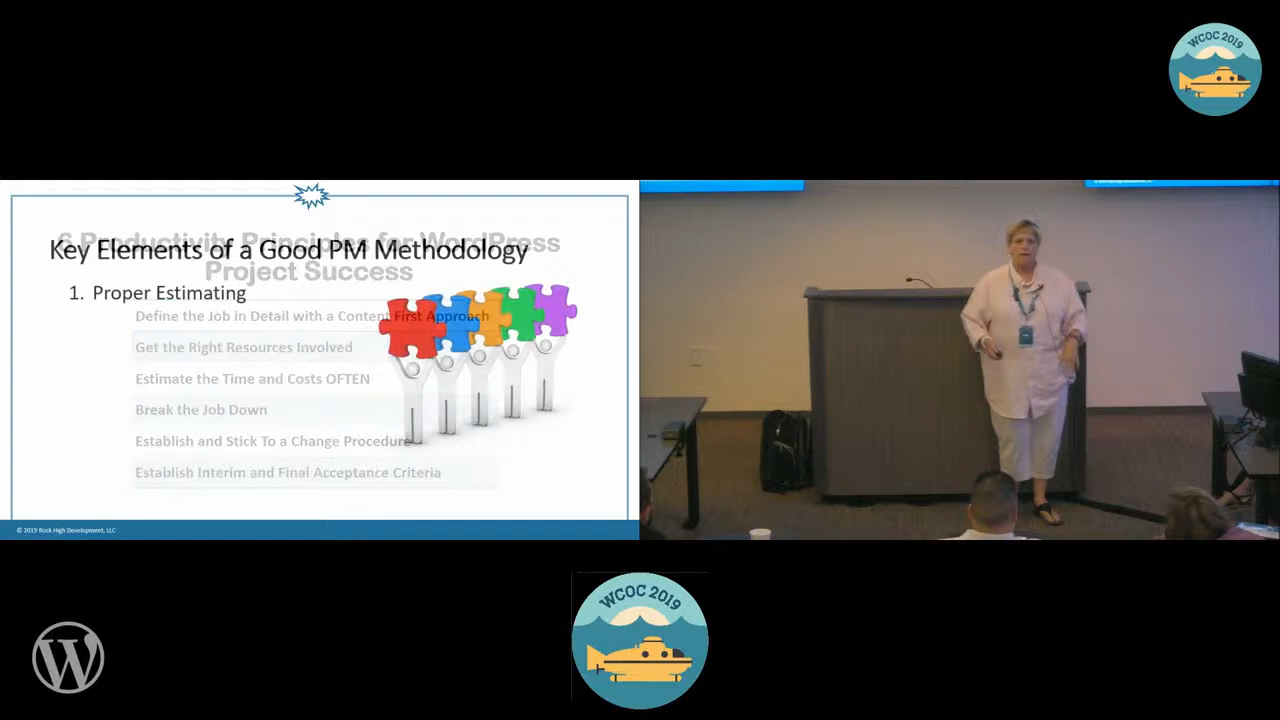 WCOC 2019
6 Productivity Principles for WordPress
Project Success
Key Elements of a Good PM Methodology
1. Proper Estimating
Define the Job in Detail with a Content First Approach
Get the Right Resources Involved
Estimate the Time and Costs OFTEN
Break the Job Down
Establish and Stick To a Change Procedure
Establish Interim and Final Acceptance Criteria
© 2019 Rock High Development, LLC
WCOC 2019
W